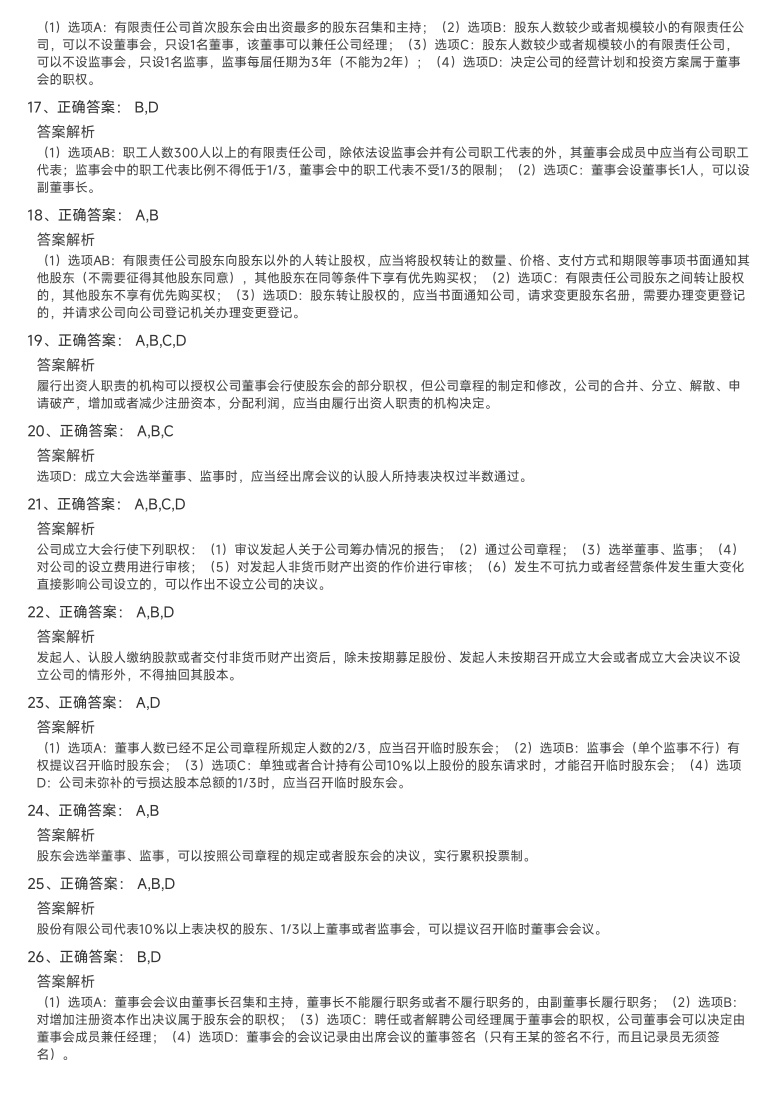 （1）选项A：有限责任公司首次股东会由出资最多的股东召集和主持；（2）选项B：股东人数较少或者规模较小的有限责任公
司，可以不设董事会，只设1名董事，该董事可以兼任公司经理；（3）选项C：股东人数较少或者规模较小的有限责任公司，
可以不设监事会，只设1名监事，监事每届任期为3年（不能为2年）；（4）选项D：决定公司的经营计划和投资方案属于董事
会的职权。
17、正确答案： B,D
答案解析
（1）选项AB：职工人数300人以上的有限责任公司，除依法设监事会并有公司职工代表的外，其董事会成员中应当有公司职工
代表；监事会中的职工代表比例不得低于1/3，董事会中的职工代表不受1/3的限制；（2）选项C：董事会设董事长1人，可以设
副董事长。
18、正确答案： A,B
答案解析
（1）选项AB：有限责任公司股东向股东以外的人转让股权，应当将股权转让的数量、价格、支付方式和期限等事项书面通知其
他股东（不需要征得其他股东同意），其他股东在同等条件下享有优先购买权；（2）选项C：有限责任公司股东之间转让股权
的，其他股东不享有优先购买权；（3）选项D：股东转让股权的，应当书面通知公司，请求变更股东名册，需要办理变更登记
的，并请求公司向公司登记机关办理变更登记。
19、正确答案： A,B,C,D
答案解析
履行出资人职责的机构可以授权公司董事会行使股东会的部分职权，但公司章程的制定和修改，公司的合并、分立、解散、申
请破产，增加或者减少注册资本，分配利润，应当由履行出资人职责的机构决定。
20、正确答案： A,B,C
答案解析
选项D：成立大会选举董事、监事时，应当经出席会议的认股人所持表决权过半数通过。
21、正确答案： A,B,C,D
答案解析
公司成立大会行使下列职权：（1）审议发起人关于公司筹办情况的报告；（2）通过公司章程；（3）选举董事、监事；（4）
对公司的设立费用进行审核；（5）对发起人非货币财产出资的作价进行审核；（6）发生不可抗力或者经营条件发生重大变化
直接影响公司设立的，可以作出不设立公司的决议。
22、正确答案： A,B,D
答案解析
发起人、认股人缴纳股款或者交付非货币财产出资后，除未按期募足股份、发起人未按期召开成立大会或者成立大会决议不设
立公司的情形外，不得抽回其股本。
23、正确答案： A,D
答案解析
（1）选项A：董事人数已经不足公司章程所规定人数的2/3，应当召开临时股东会；（2）选项B：监事会（单个监事不行）有
权提议召开临时股东会；（3）选项C：单独或者合计持有公司10%以上股份的股东请求时，才能召开临时股东会；（4）选项
D：公司未弥补的亏损达股本总额的1/3时，应当召开临时股东会。
24、正确答案： A,B
答案解析
股东会选举董事、监事，可以按照公司章程的规定或者股东会的决议，实行累积投票制。
25、正确答案： A,B,D
答案解析
股份有限公司代表10%以上表决权的股东、1/3以上董事或者监事会，可以提议召开临时董事会会议。
26、正确答案： B,D
答案解析
（1）选项A：董事会会议由董事长召集和主持，董事长不能履行职务或者不履行职务的，由副董事长履行职务；（2）选项B：
对增加注册资本作出决议属于股东会的职权；（3）选项C：聘任或者解聘公司经理属于董事会的职权，公司董事会可以决定由
董事会成员兼任经理；（4）选项D：董事会的会议记录由出席会议的董事签名（只有王某的签名不行，而且记录员无须签
名）。